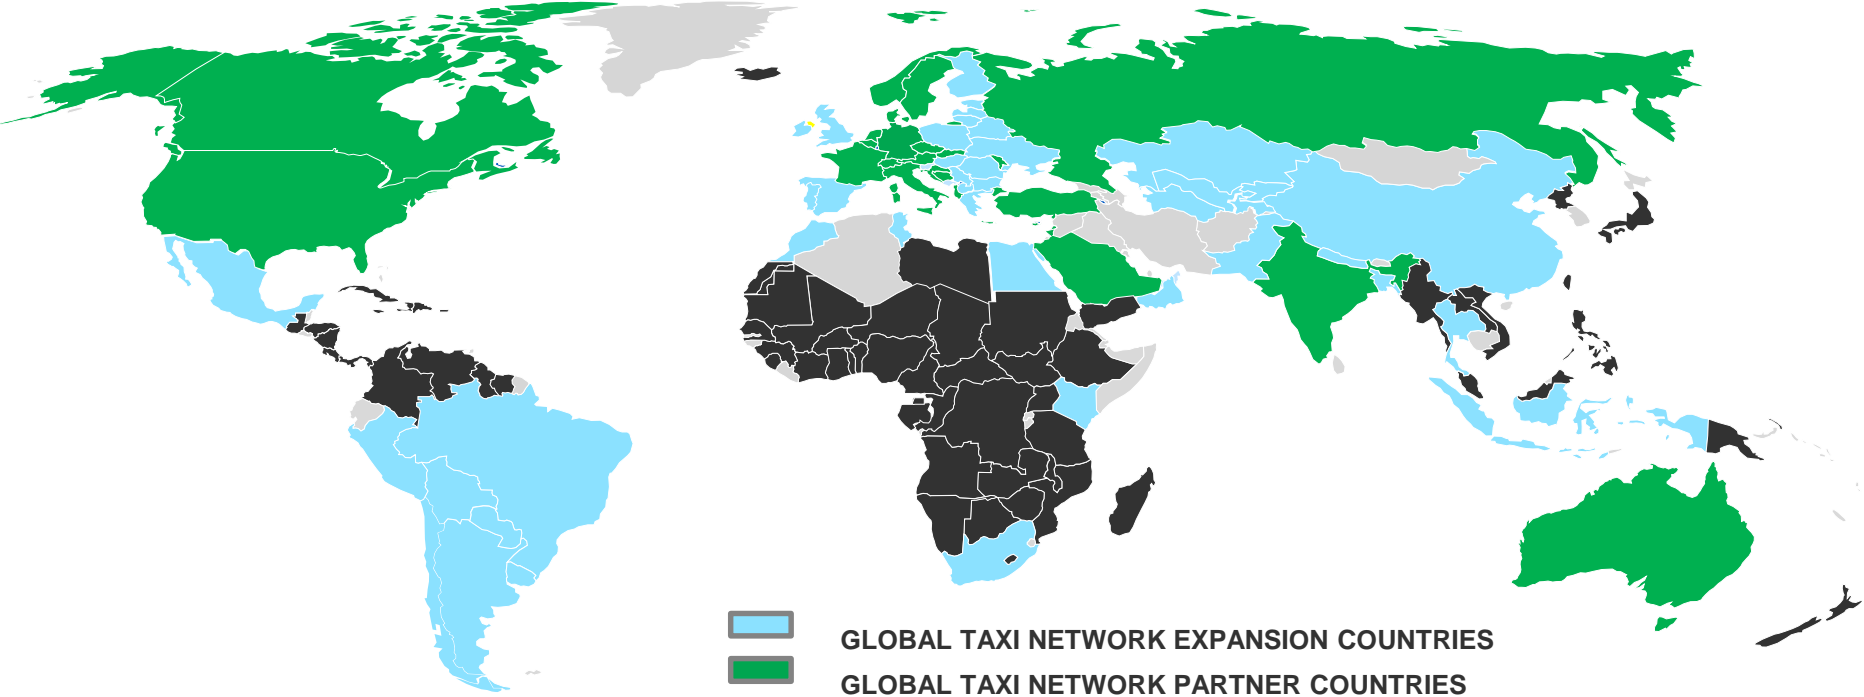 GLOBAL TAXI NETWORK EXPANSION COUNTRIES
GLOBAL TAXI NETWORK PARTNER COUNTRIES